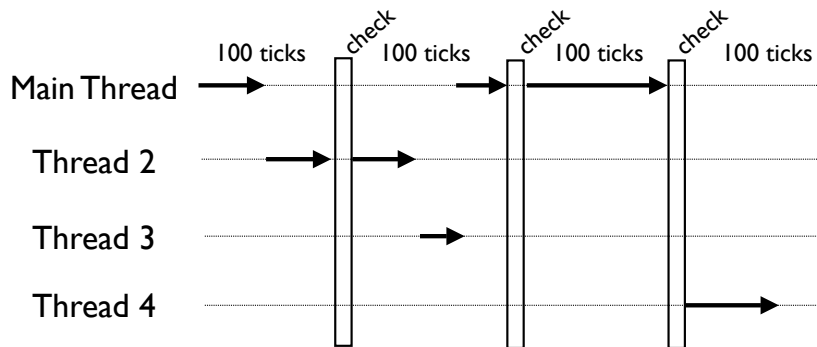 check check check
100 ticks 100 ticks 100 ticks 100 ticks
Main Thread
Thread 2
Thread 3
Thread 4